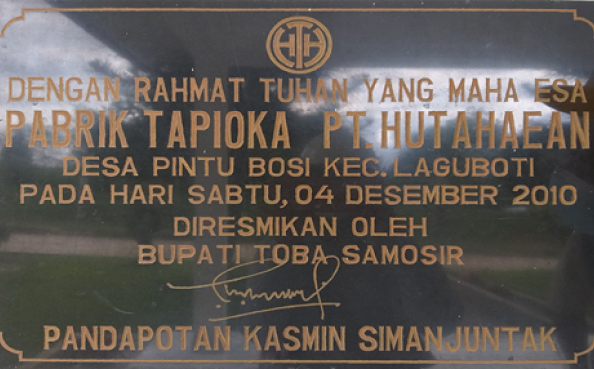 HTH
DENGAN RAHMAT TUHAN YANG MAHA ESA
PABRIK TAPIOKA PT. HUTAHAEAN
DESA PINTU BOSI KEC. LAGUBOTI
PADA HARI SABTU, 04 DESEMBER 2010
DIRESMIKAN OLEH
BUPATI TOBA SAMOSIR
PANDAPOTAN KASMIN SIMANJUNTAK